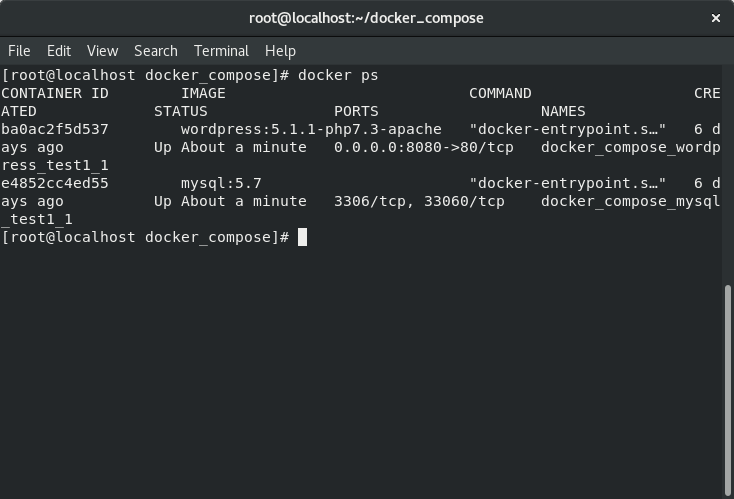 root@localhost:~/docker_compose ×
File Edit View Search Terminal Help
[root@localhost docker_compose]# docker ps
CONTAINER ID        IMAGE                           COMMAND                  CRE
ATED          STATUS              PORTS                  NAMES
ba0ac2f5d537        wordpress:5.1.1-php7.3-apache   "docker-entrypoint.s…"   6 d
ays ago          Up About a minute   0.0.0.0:8080->80/tcp   docker_compose_wordp
ress_test1_1
e4852cc4ed55        mysql:5.7                       "docker-entrypoint.s…"   6 d
ays ago          Up About a minute   3306/tcp, 33060/tcp    docker_compose_mysql
_test1_1
[root@localhost docker_compose]#